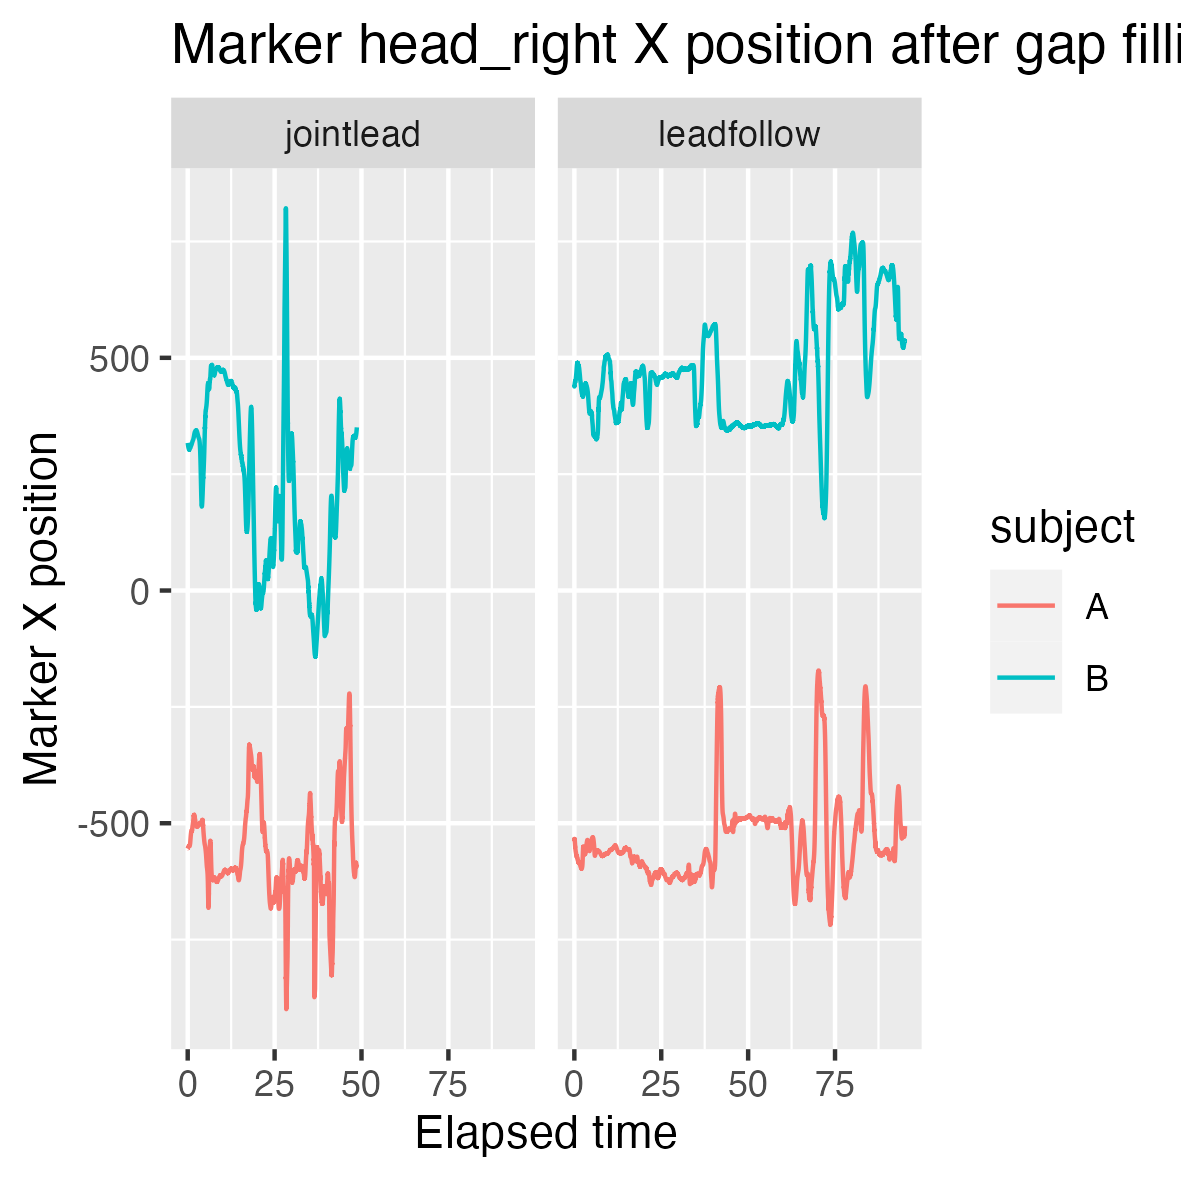 Marker head_right X position after gap filli
jointlead
leadfollow
Marker X position
500
0
-500
0 25 50 75
0 25 50 75
Elapsed time
subject
A
B